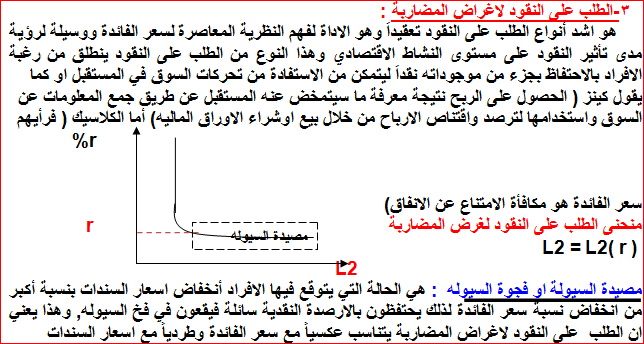 ٣-الطلب على النقود لاغراض المضاربة :
هو اشد أنواع الطلب على النقود تعقيداً وهو الاداة لفهم النظرية المعاصرة لسعر الفائدة ووسيلة لرؤية
مدى تأثير النقود على مستوى النشاط الاقتصادي وهذا النوع من الطلب على النقود ينطلق من رغبة
الافراد بالاحتفاظ بجزء من موجوداته نقداً ليتمكن من الاستفادة من تحركات السوق في المستقبل او كما
يقول كينز ( الحصول على الربح نتيجة معرفة ما سيتمخض عنه المستقبل عن طريق جمع المعلومات عن
السوق واستخدامها لترصد واقتناص الارباح من خلال بيع اوشراء الاوراق الماليه) أما الكلاسيك ( فرأيهم
%r
سعر الفائدة هو مكافأة الامتناع عن الانفاق)
منحنى الطلب على النقود لغرض المضاربة
r
مصيدة السيوله
L2 = L2( r )
L2
مصيدة السيولة او فجوة السيوله : هي الحالة التي يتوقع فيها الافراد أنخفاض اسعار السندات بنسبة أكبر
من انخفاض نسبة سعر الفائدة لذلك يحتفظون بالارصدة النقدية سائلة فيقعون في فخ السيوله, وهذا يعني
ان الطلب على النقود لاغراض المضاربة يتناسب عكسياً مع سعر الفائدة وطردياً مع اسعار السندات